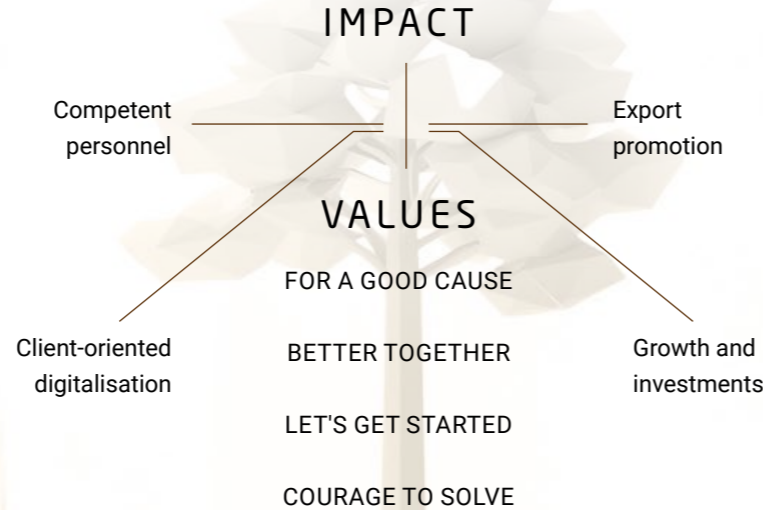 IMPACT
Competent
personnel
Export
promotion
VALUES
FOR A GOOD CAUSE
BETTER TOGETHER
Client-oriented
digitalisation
Growth and
investments
LET'S GET STARTED
COURAGE TO SOLVE